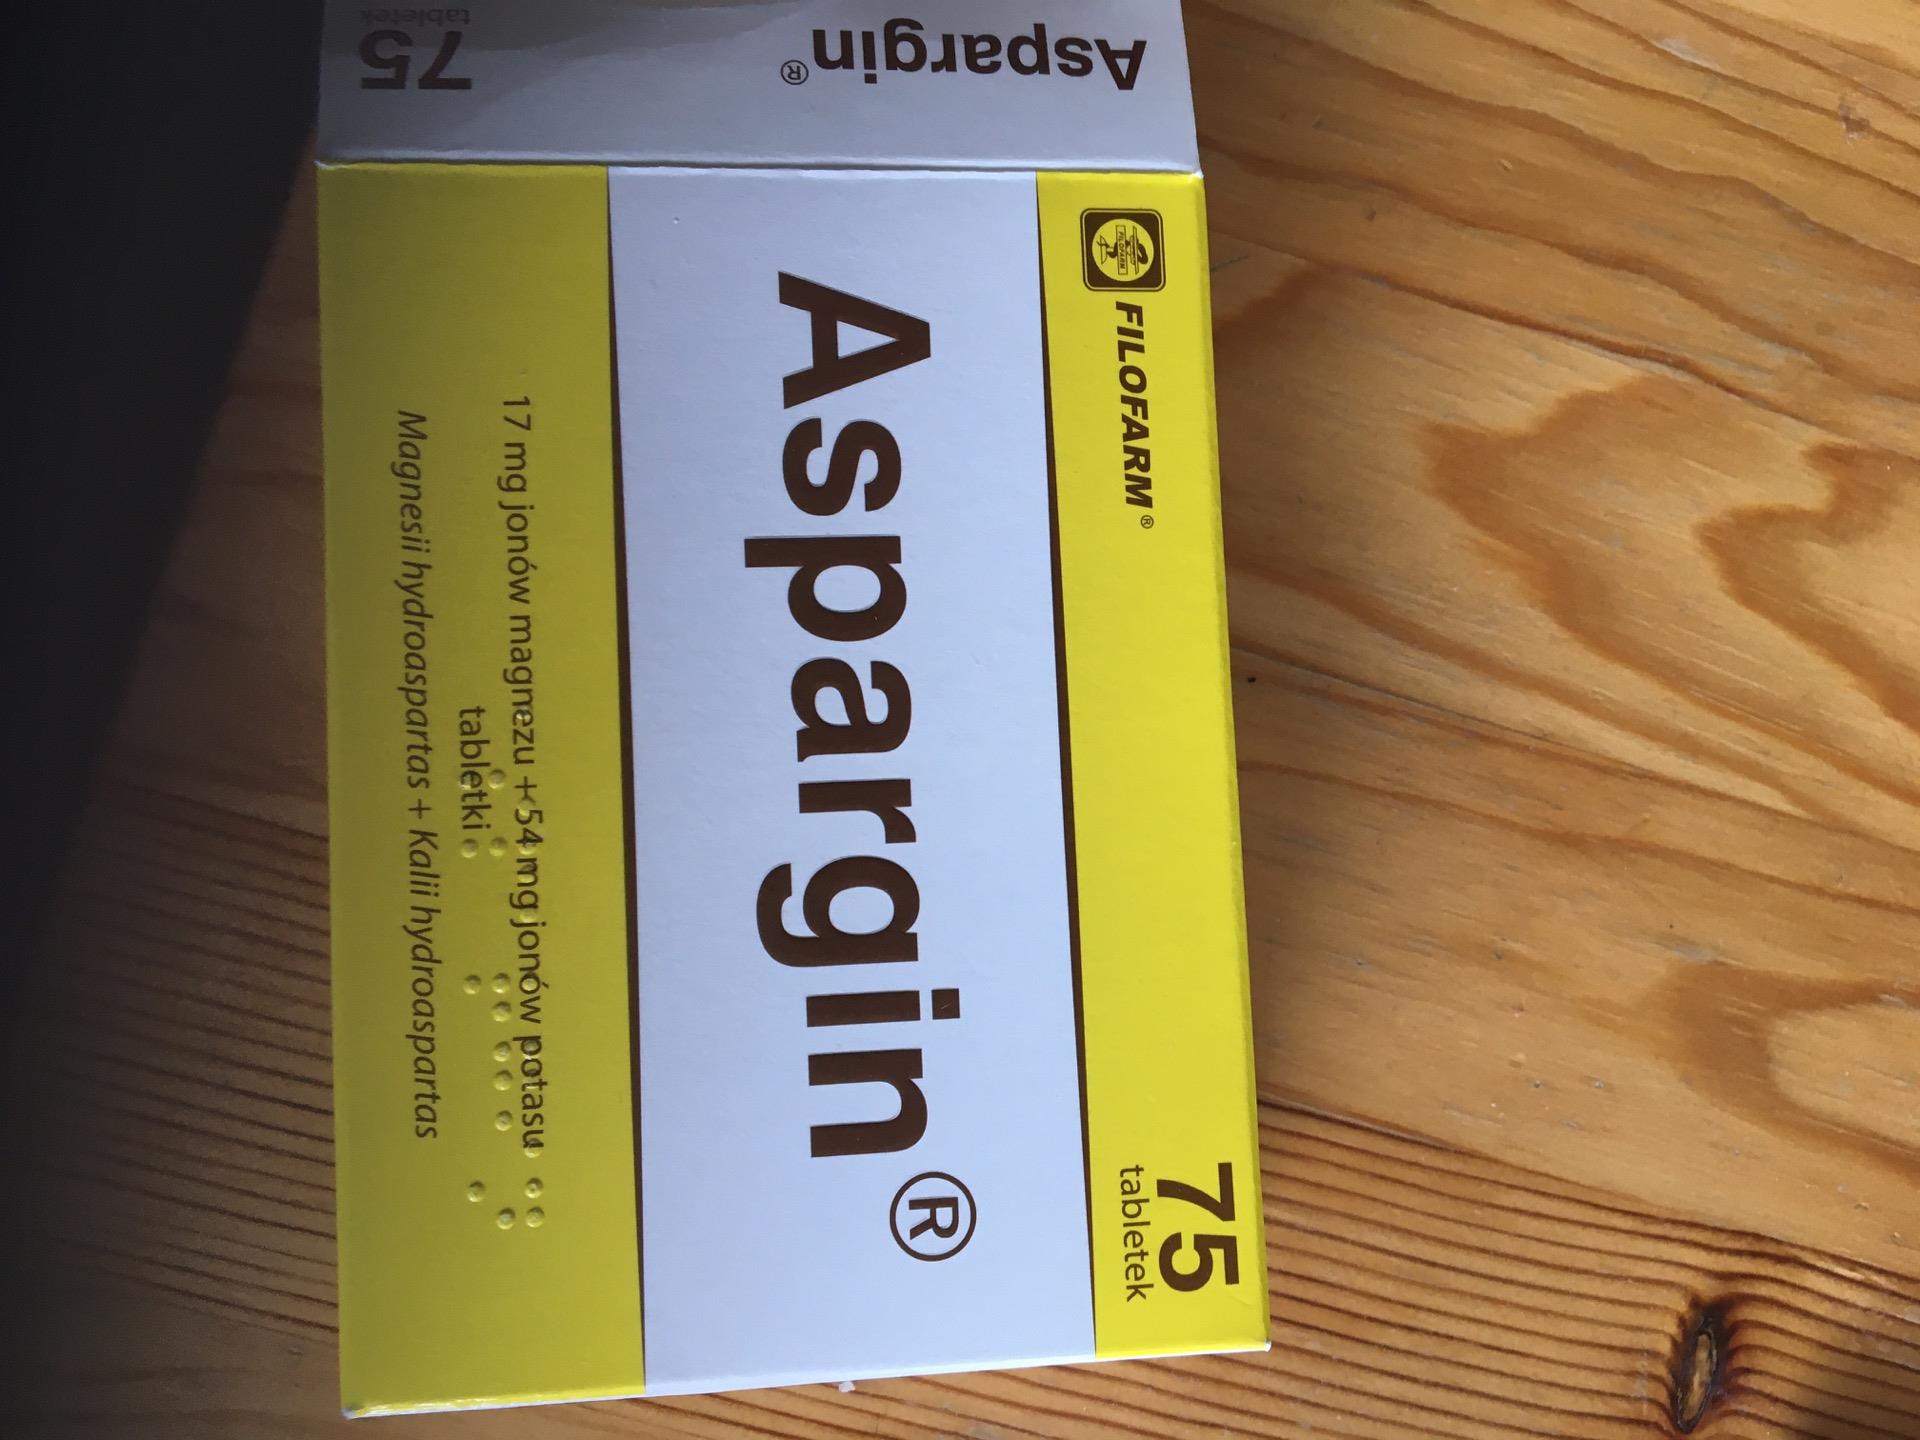 Aspargin®
75
tabletek
FILOFARM
FILOFARM®
75
tabletek
Aspargin®
17 mg jonów magnezu + 54 mg jonów potasu
tabletki
Magnesii hydroaspartas + Kalii hydroaspartas